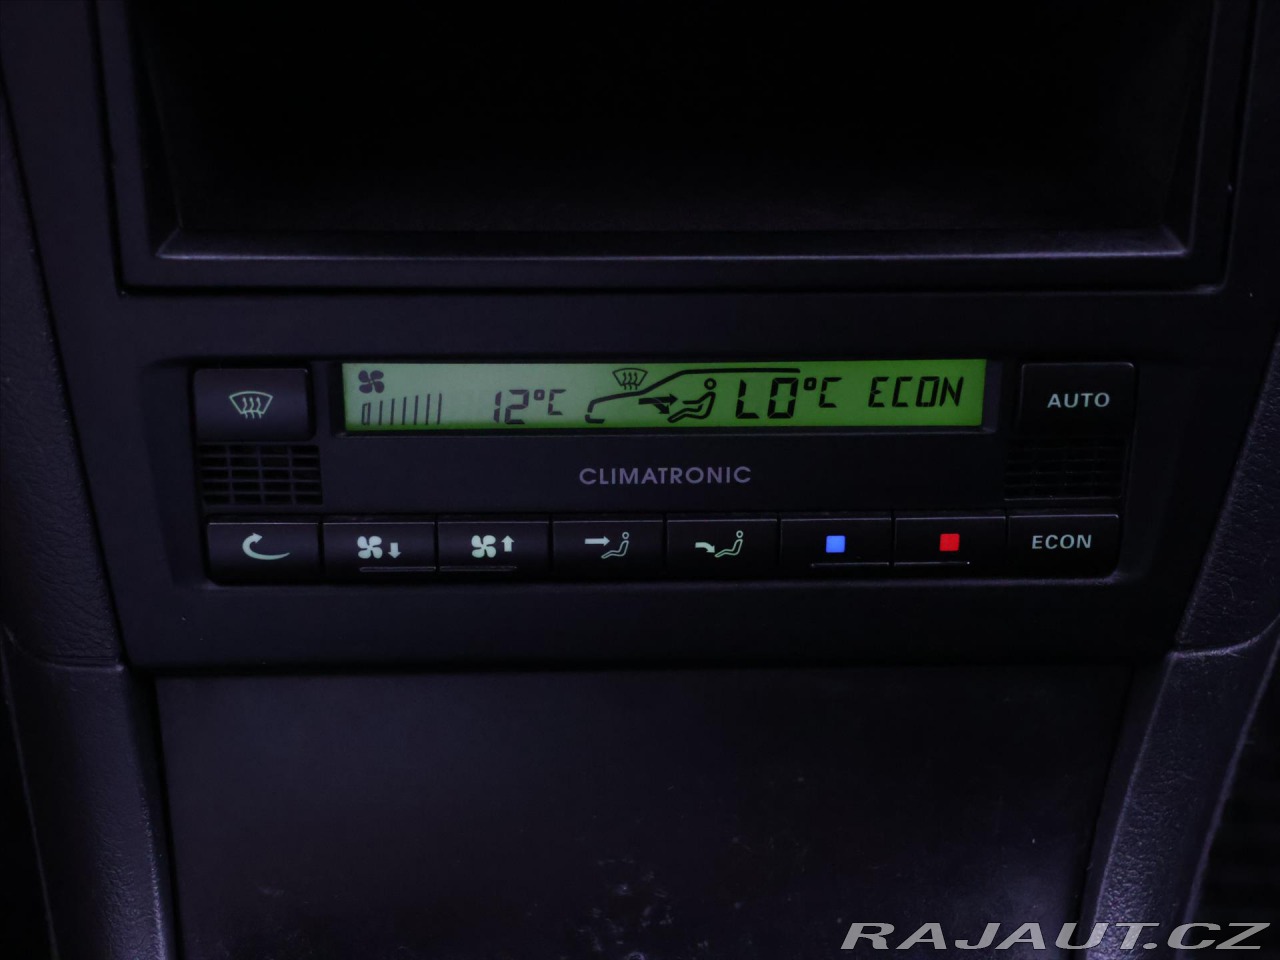 12°C LO°C ECON
AUTO
CLIMATRONIC
ECON
RAJAUT.CZ